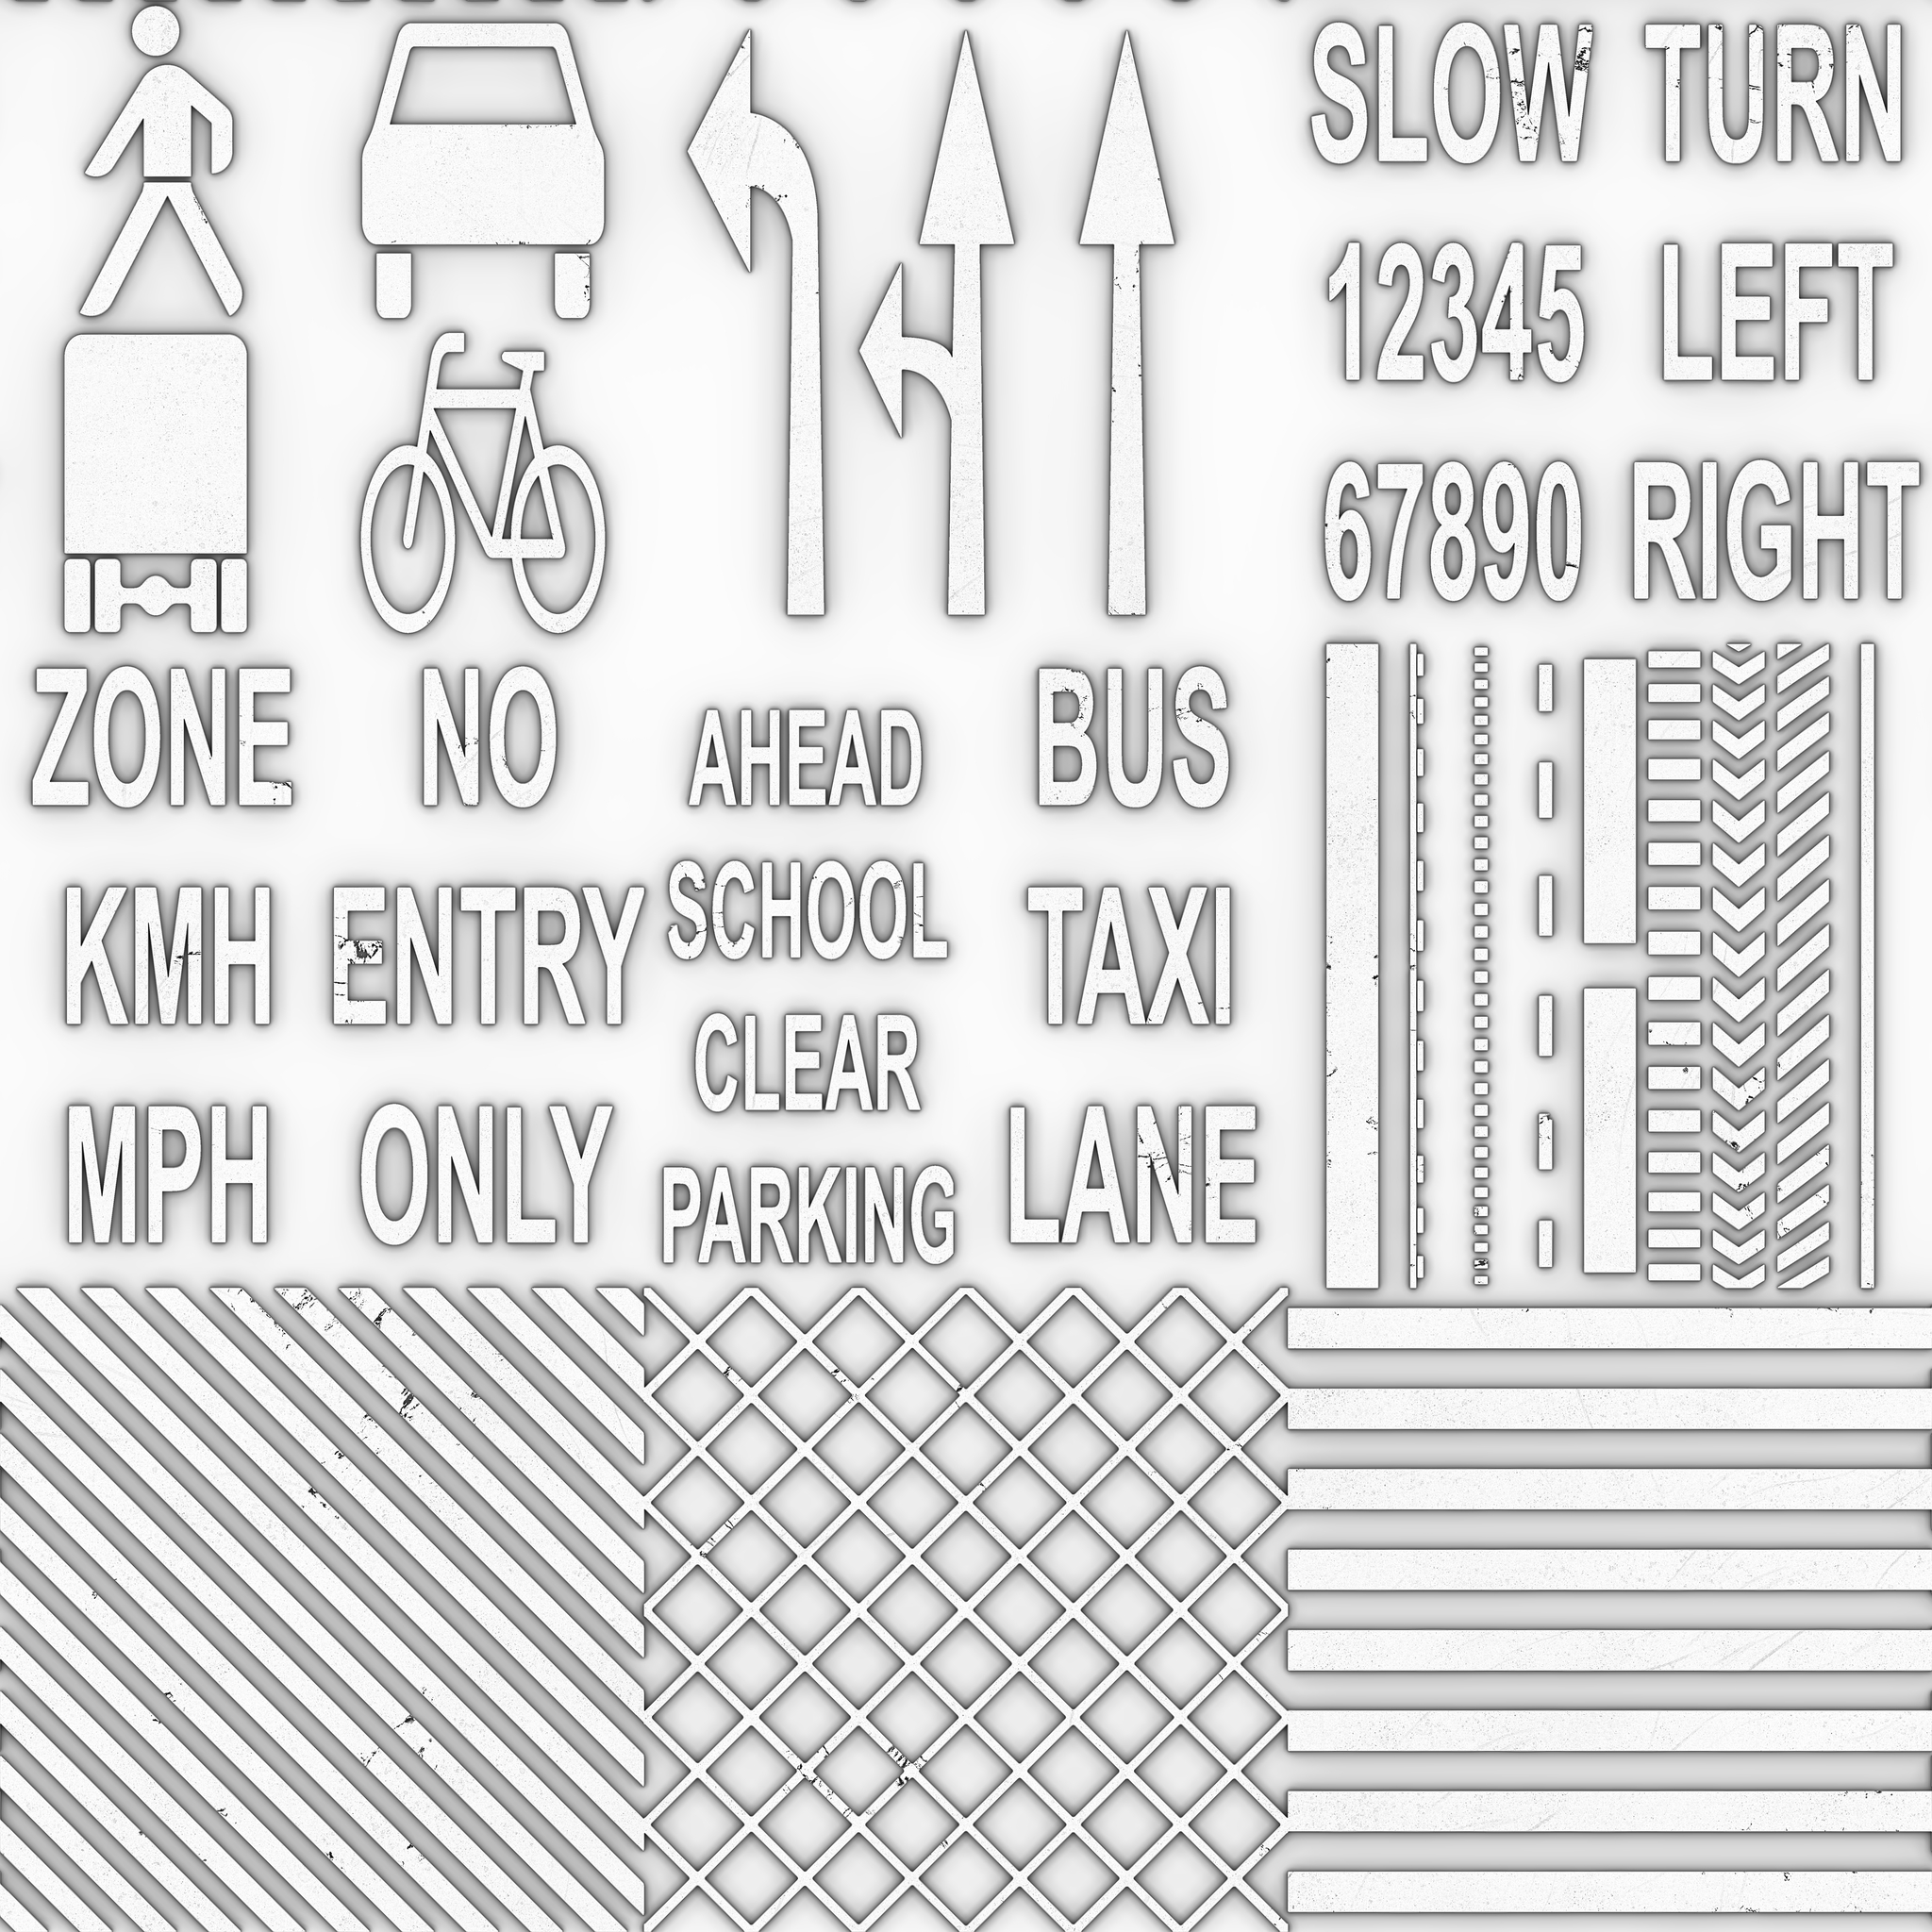 SLOW TURN
12345 LEFT
67890 RIGHT
ZONE NO
AHEAD
BUS
SCHOOL
KMH ENTRY
TAXI
CLEAR
MPH ONLY
PARKING
LANE